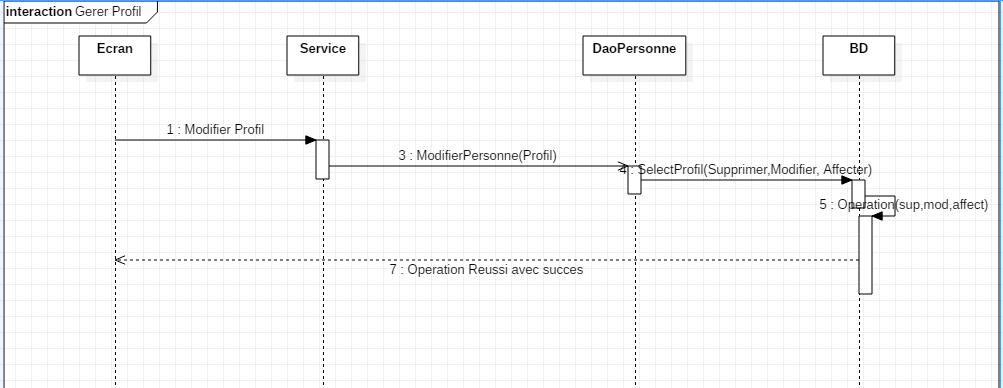 interaction Gerer Profil
Ecran
Service
DaoPersonne
BD
1 : Modifier Profil
3 : ModifierPersonne(Profil)
4 : SelectProfil(Supprimer,Modifier, Affecter)
5 : Operation(sup,mod,affect)
7 : Operation Reussi avec succes